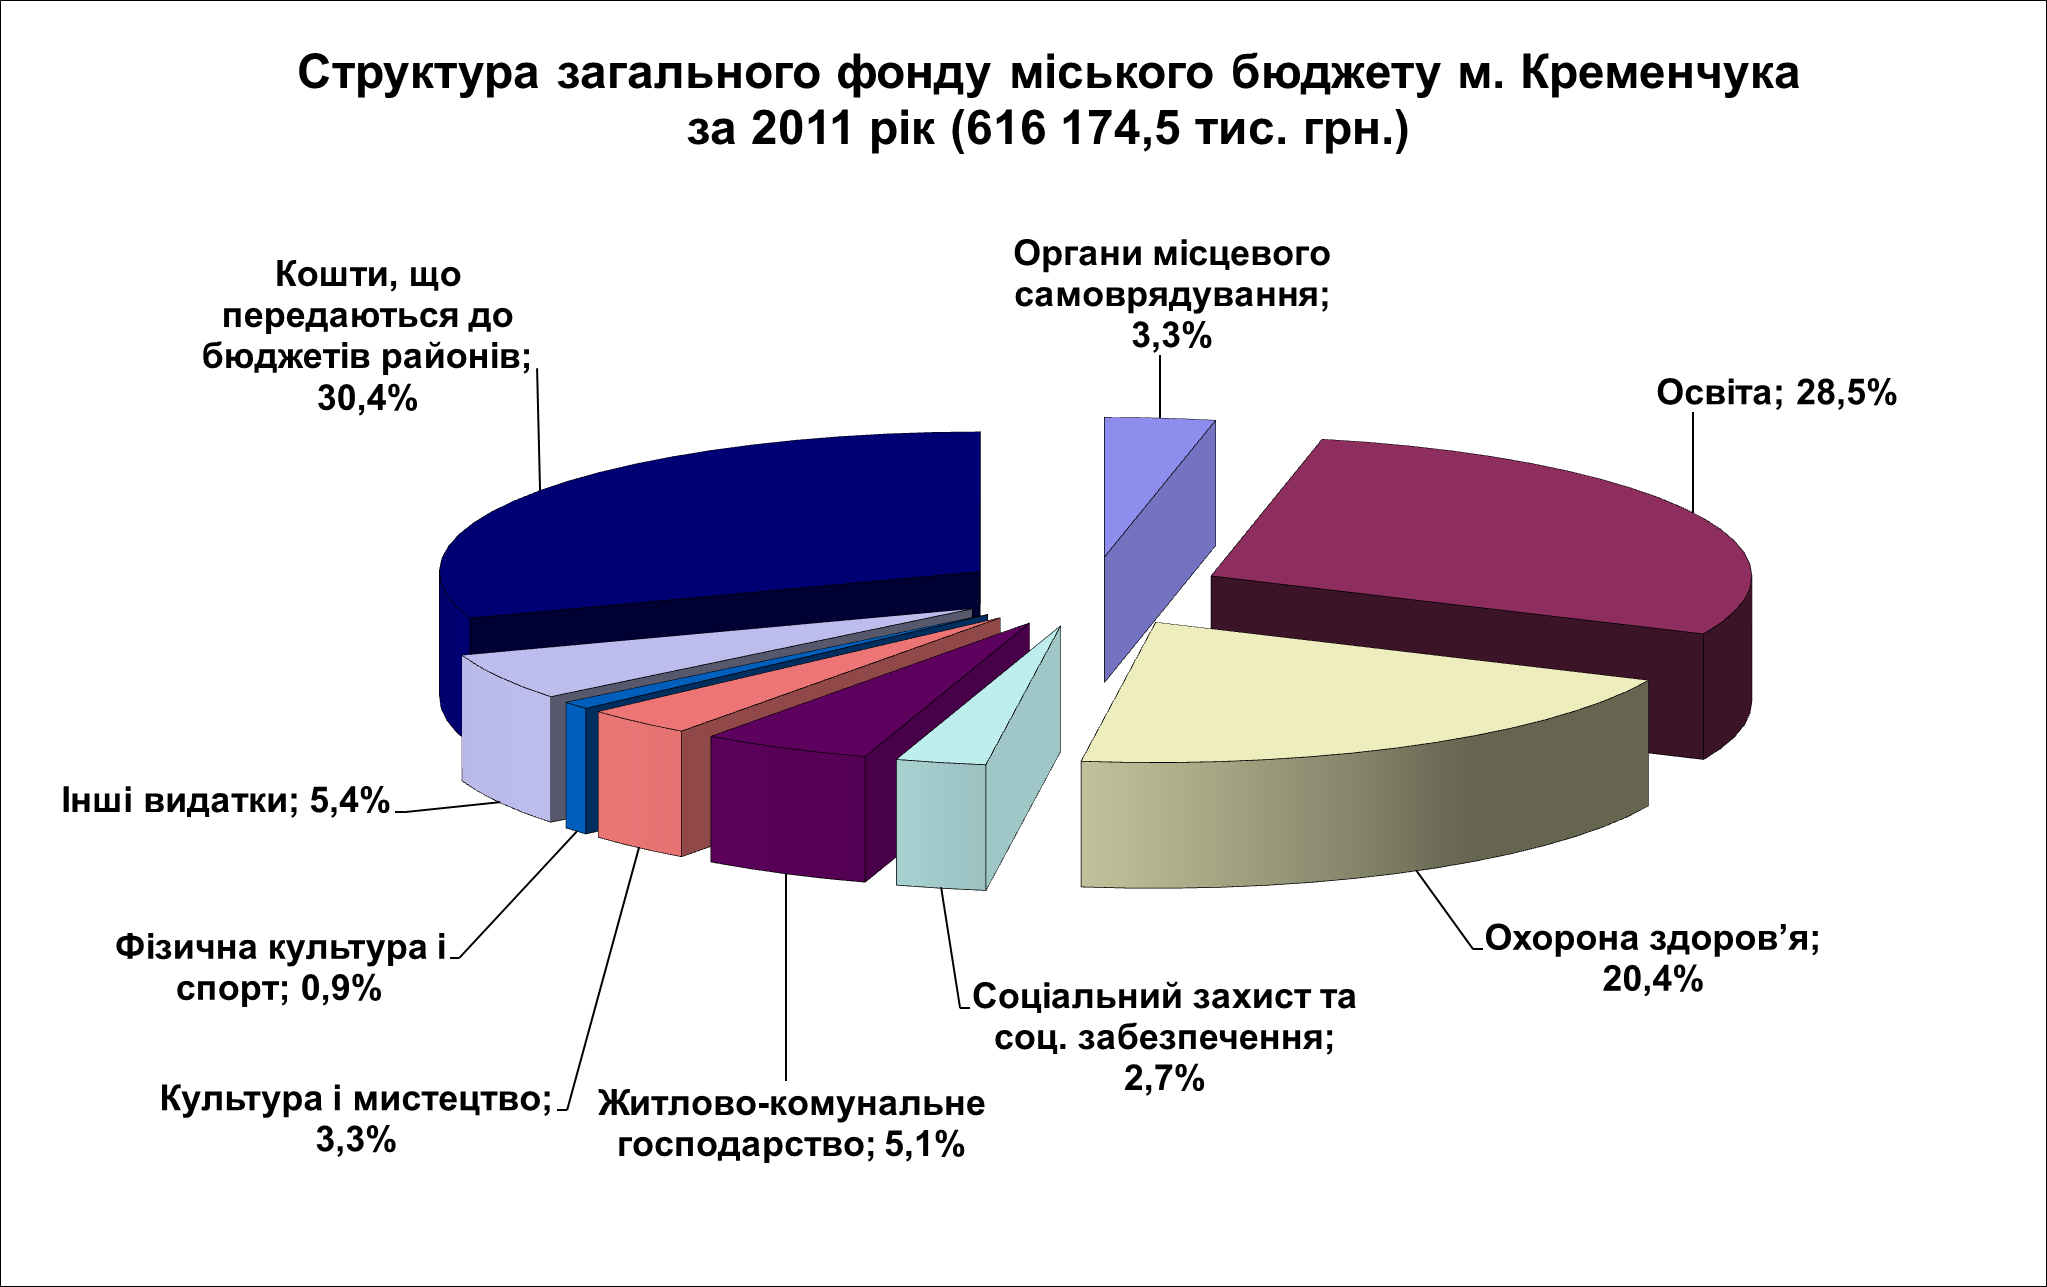 Структура загального фонду міського бюджету м. Кременчука
за 2011 рік (616 174,5 тис. грн.)
Органи місцевого
самоврядування;
3,3%
Кошти, що
передаються до
бюджетів районів;
30,4%
Освіта; 28,5%
Інші видатки; 5,4%
Фізична культура і
спорт; 0,9%
Охорона здоров’я;
20,4%
Соціальний захист та
соц. забезпечення;
2,7%
Культура і мистецтво;
3,3%
Житлово-комунальне
господарство; 5,1%